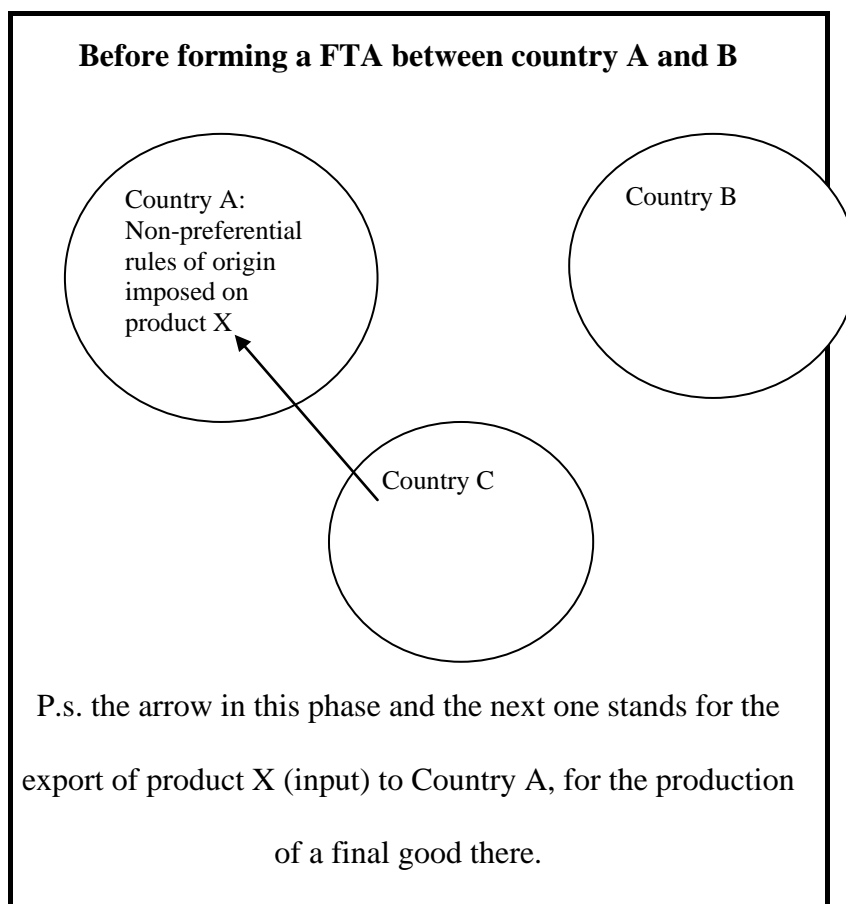 Before forming a FTA between country A and B
Country A:
Non-preferential
rules of origin
imposed on
product X
Country B
Country C
P.s. the arrow in this phase and the next one stands for the
export of product X (input) to Country A, for the production
of a final good there.